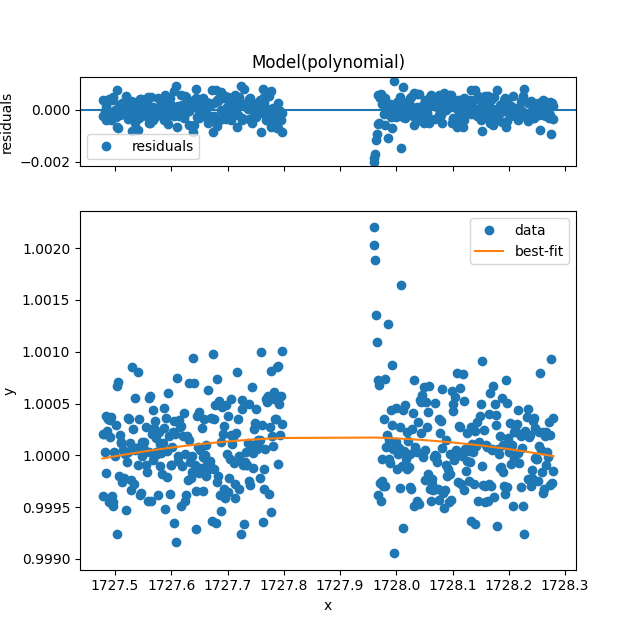 Model(polynomial)
residuals
0.000
−0.002
residuals
data
best-fit
y
1.0020
1.0015
1.0010
1.0005
1.0000
0.9995
0.9990
1727.5 1727.6 1727.7 1727.8 1727.9 1728.0 1728.1 1728.2 1728.3
x